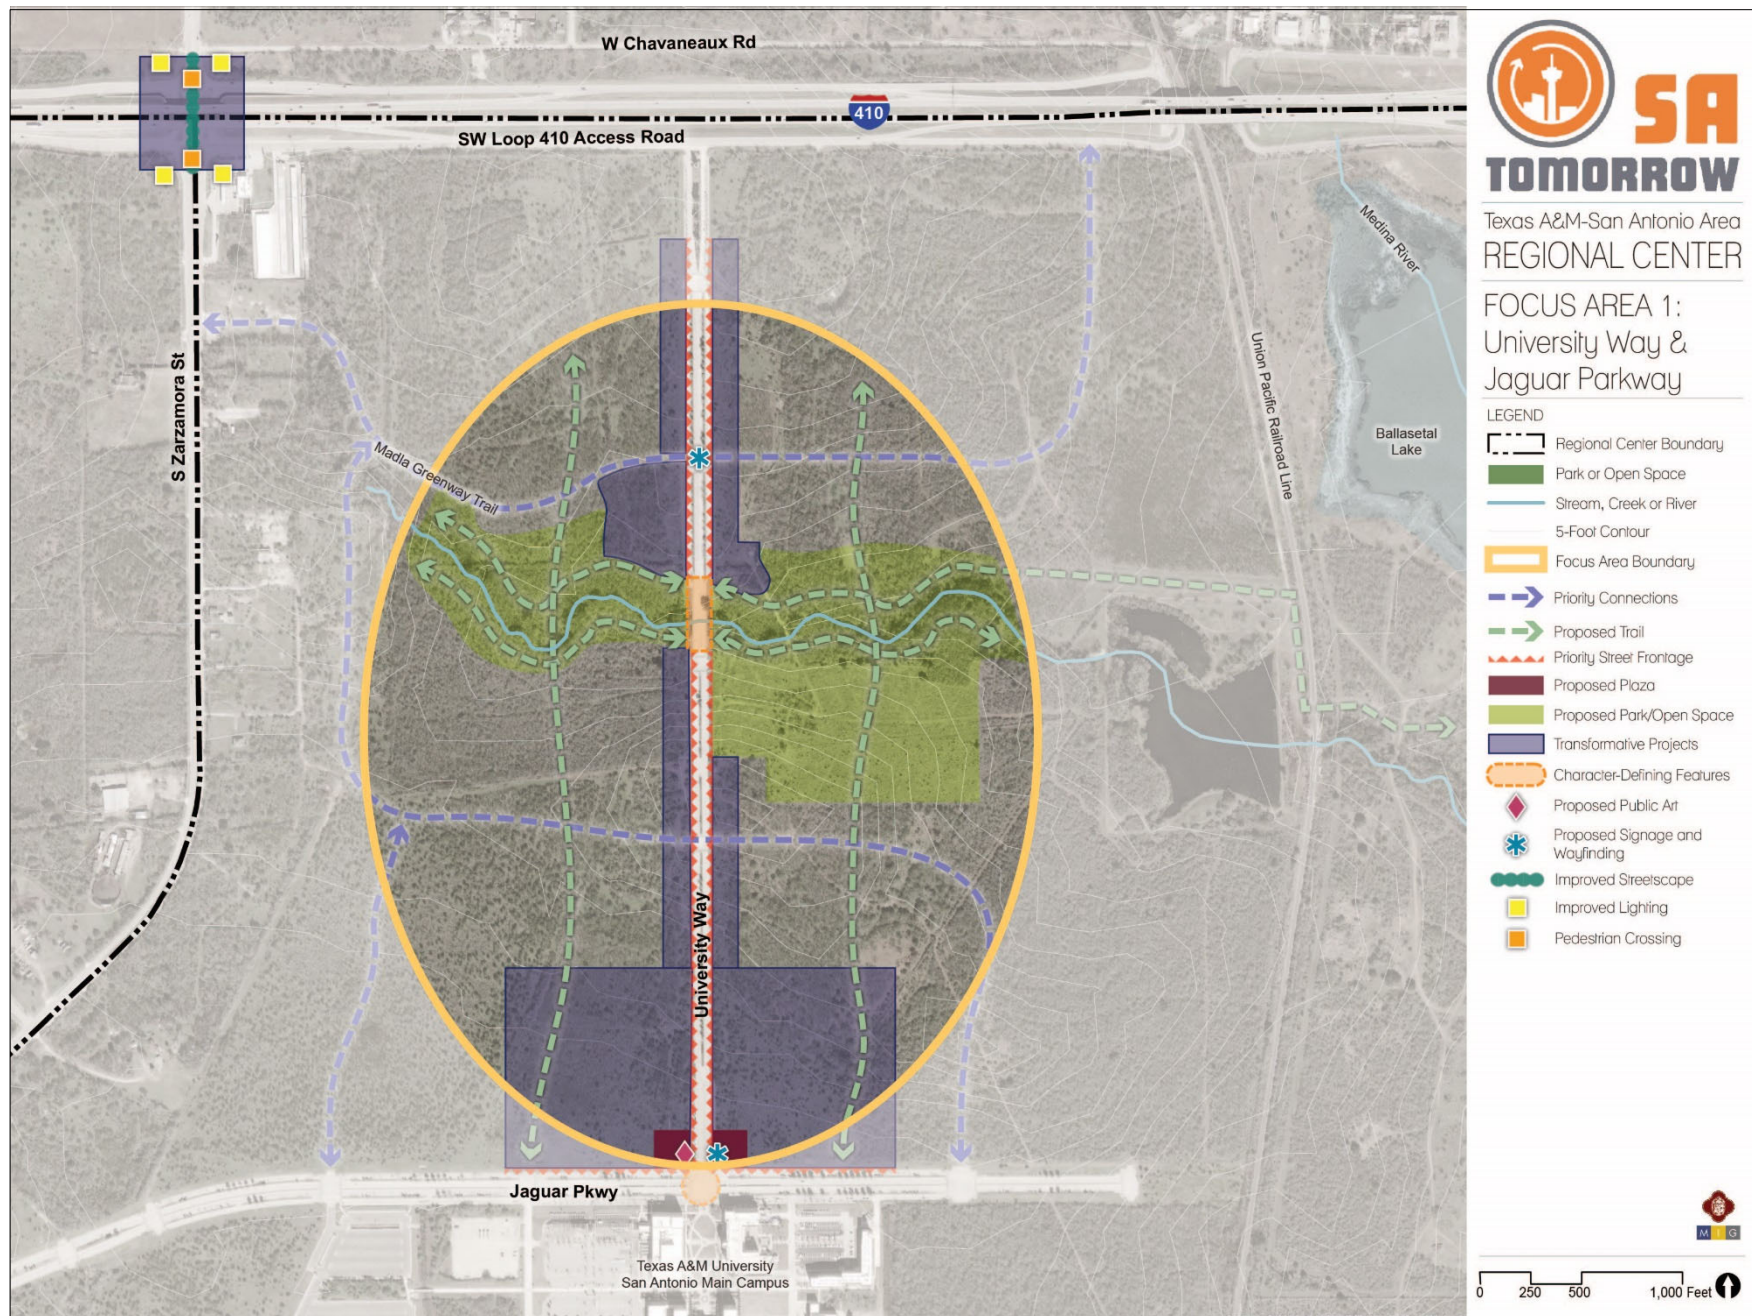 W Chavaneaux Rd
410
SW Loop 410 Access Road
S Zarzamora St
Madla Greenway Trail
Union Pacific Railroad Line
Medina River
Ballasetal
Lake
University Way
Jaguar Pkwy
Texas A&M University
San Antonio Main Campus
SA
TOMORROW
Texas A&M-San Antonio Area
REGIONAL CENTER
FOCUS AREA 1:
University Way &
Jaguar Parkway
LEGEND
Regional Center Boundary
Park or Open Space
Stream, Creek or River
5-Foot Contour
Focus Area Boundary
Priority Connections
Proposed Trail
Priority Street Frontage
Proposed Plaza
Proposed Park/Open Space
Transformative Projects
Character-Defining Features
Proposed Public Art
Proposed Signage and
Wayfinding
Improved Streetscape
Improved Lighting
Pedestrian Crossing
M I G
0 250 500 1,000 Feet